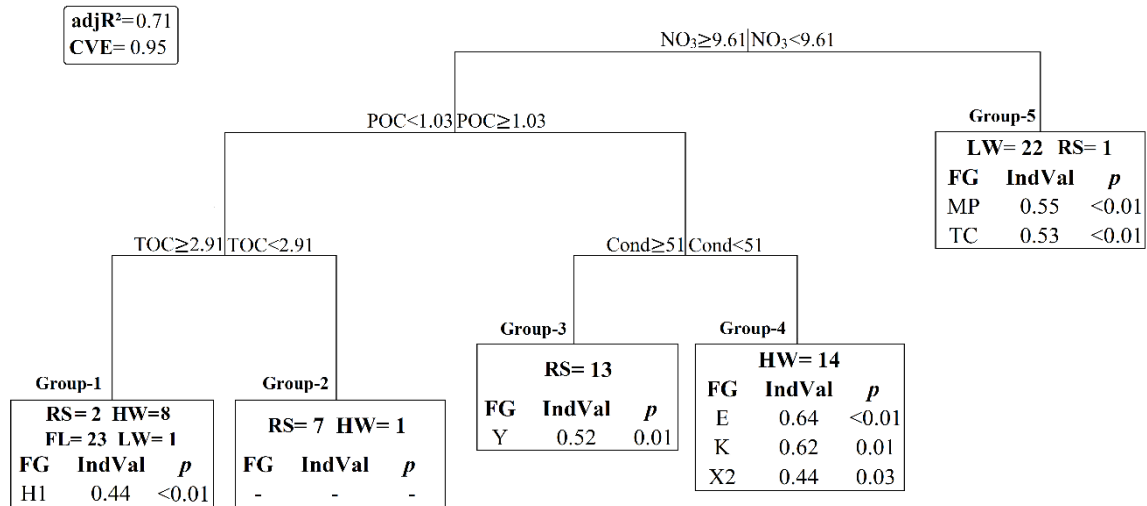 adjR²=0.71
CVE= 0.95
NO₃≥9.61 NO₃<9.61
POC<1.03 POC≥1.03
TOC≥2.91 TOC<2.91
Cond≥51 Cond<51
Group-5
LW= 22 RS= 1
FG IndVal p
MP 0.55 <0.01
TC 0.53 <0.01
Group-3
RS= 13
FG IndVal p
Y 0.52 0.01
Group-4
HW= 14
FG IndVal p
E 0.64 <0.01
K 0.62 0.01
X2 0.44 0.03
Group-1
RS= 2 HW=8
FL= 23 LW= 1
FG IndVal p
H1 0.44 <0.01
Group-2
RS= 7 HW= 1
FG IndVal p
- - -